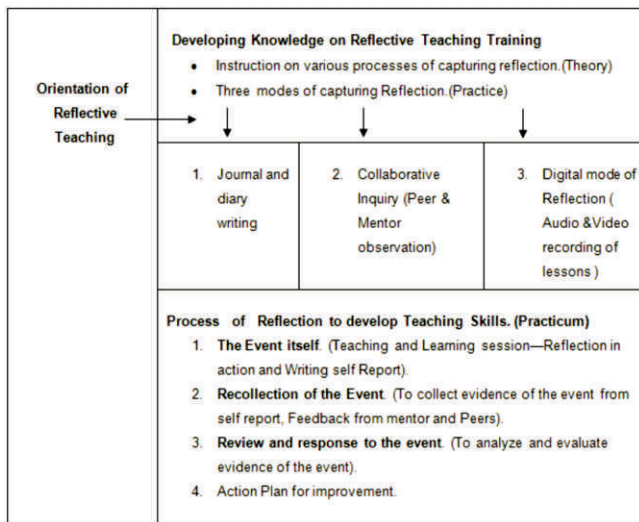 Developing Knowledge on Reflective Teaching Training
• Instruction on various processes of capturing reflection.(Theory)
• Three modes of capturing Reflection.(Practice)
Orientation of
Reflective
Teaching
1. Journal and
diary
writing
2. Collaborative
Inquiry (Peer &
Mentor
observation)
3. Digital mode of
Reflection (
Audio &Video
recording of
lessons )
Process of Reflection to develop Teaching Skills. (Practicum)
1. The Event itself. (Teaching and Learning session—Reflection in
action and Writing self Report).
2. Recollection of the Event. (To collect evidence of the event from
self report, Feedback from mentor and Peers).
3. Review and response to the event. (To analyze and evaluate
evidence of the event).
4. Action Plan for improvement.